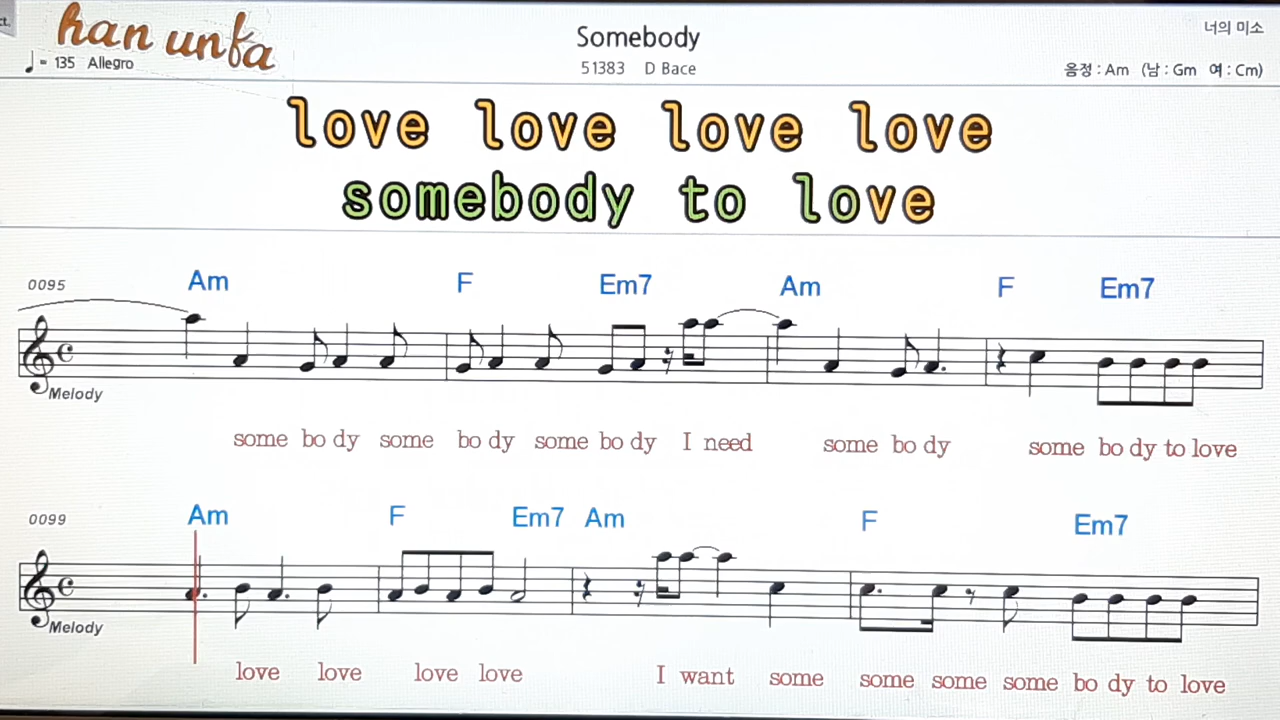 ct.
han unfa
Somebody
너의 미소
♩= 135 Allegro
51383 D Bace
음정 : Am (남 : Gm 여 : Cm)
love love love love
somebody to love
0095 Am F Em7 Am F Em7
Melody
some bo dy some bo dy some bo dy I need some bo dy some bo dy to love
0099 Am F Em7 Am F Em7
Melody
love love love love I want some some some some bo dy to love